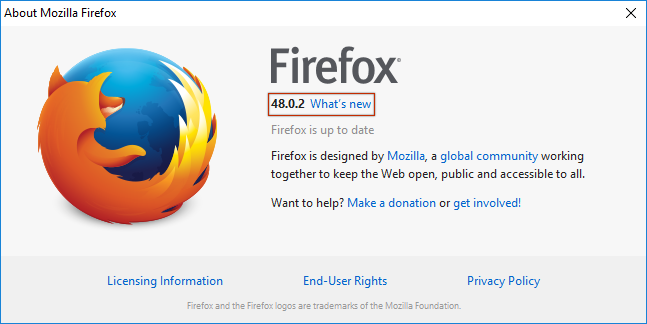 About Mozilla Firefox
Firefox
48.0.2 What's new
Firefox is up to date
Firefox is designed by Mozilla, a global community working
together to keep the Web open, public and accessible to all.
Want to help? Make a donation or get involved!
Licensing Information End-User Rights Privacy Policy
Firefox and the Firefox logos are trademarks of the Mozilla Foundation.